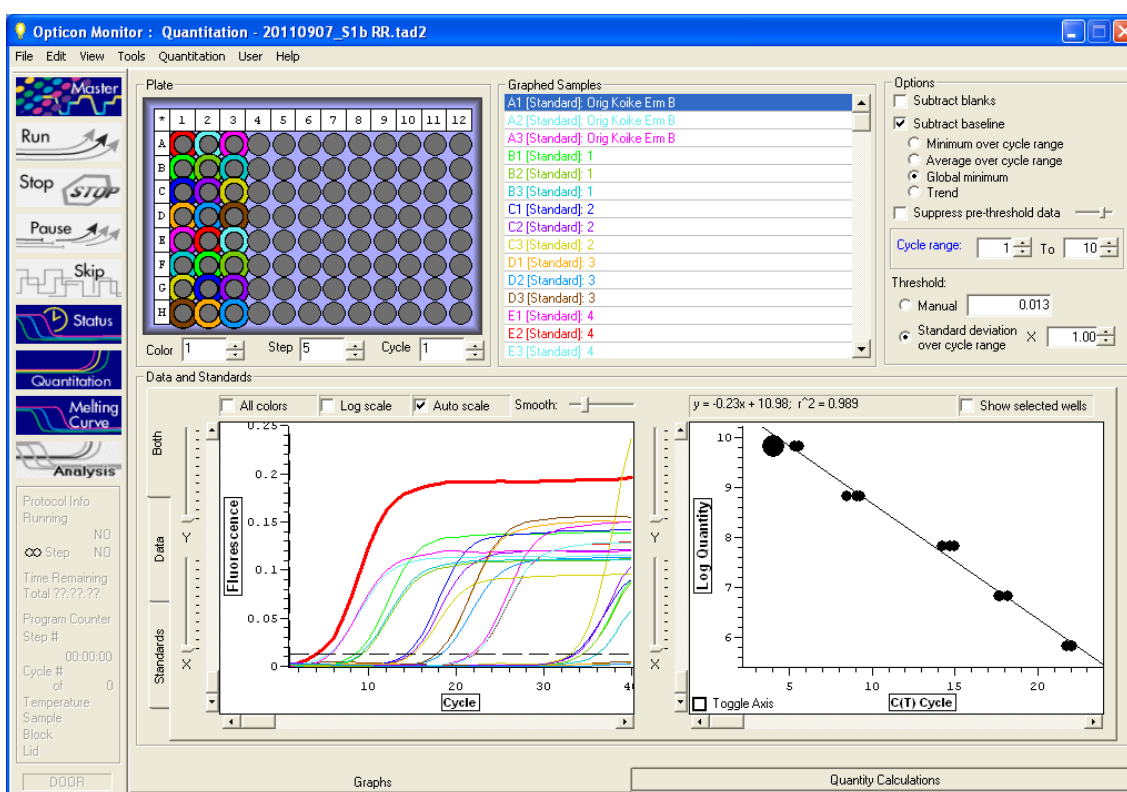 Opticon Monitor : Quantitation - 20110907_S1b RR.tad2
File Edit View Tools Quantitation User Help
Master
Run
Stop STOP
Pause
Skip
Status
Quantitation
Melting Curve
Analysis
Protocol Info
Running
NO
Step NO
Time Remaining
Total ??:??:??
Program Counter
Step #
00:00:00
Cycle #
of 0
Temperature
Sample
Block
Lid
DOOR
Plate
* 1 2 3 4 5 6 7 8 9 10 11 12
A
B
C
D
E
F
G
H
Color 1 Step 5 Cycle 1
Graphed Samples
A1 [Standard]: Orig Koike Erm B
A2 [Standard]: Orig Koike Erm B
A3 [Standard]: Orig Koike Erm B
B1 [Standard]: 1
B2 [Standard]: 1
B3 [Standard]: 1
C1 [Standard]: 2
C2 [Standard]: 2
C3 [Standard]: 2
D1 [Standard]: 3
D2 [Standard]: 3
D3 [Standard]: 3
E1 [Standard]: 4
E2 [Standard]: 4
E3 [Standard]: 4
Options
Subtract blanks
Subtract baseline
Minimum over cycle range
Average over cycle range
Global minimum
Trend
Suppress pre-threshold data
Cycle range: 1 To 10
Threshold:
Manual 0.013
Standard deviation over cycle range X 1.00
Data and Standards
Both
Data
Standards
All colors Log scale Auto scale Smooth:
Y
X
0.25
0.2
0.15
0.1
0.05
0
Fluorescence
10 20 30 40
Cycle
y = -0.23x + 10.98; r^2 = 0.989 Show selected wells
Y
X
10
9
8
7
6
Log Quantity
5 10 15 20
Toggle Axis C(T) Cycle
Graphs
Quantity Calculations